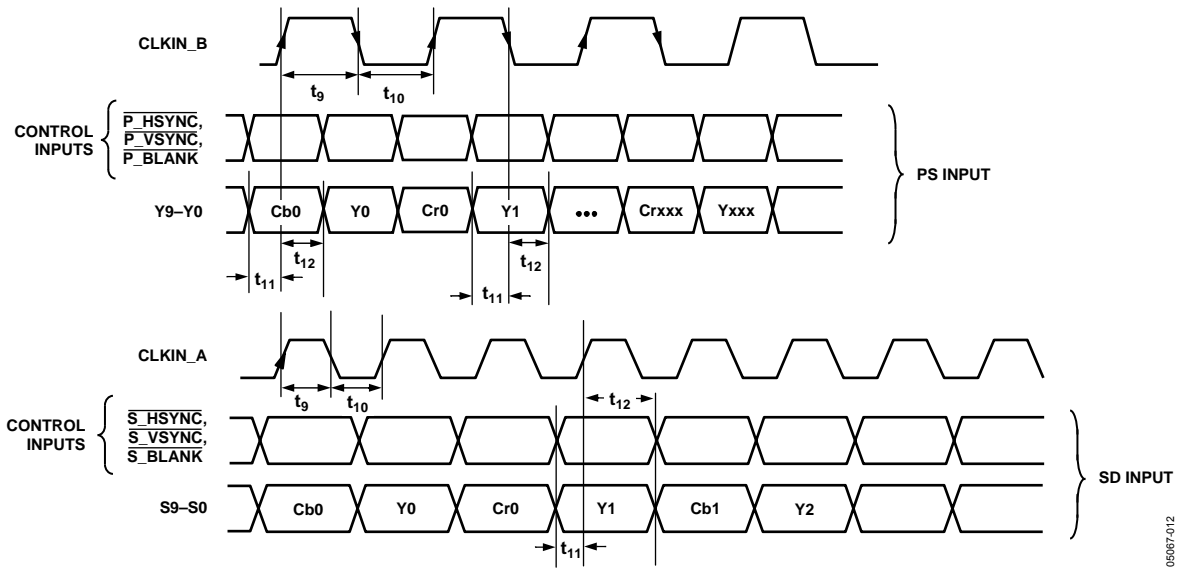 CLKIN_B
t9
t10
CONTROL INPUTS
P_HSYNC,
P_VSYNC,
P_BLANK
PS INPUT
Y9–Y0
Cb0
Y0
Cr0
Y1
•••
Crxxx
Yxxx
t12
t12
t11
t11
CLKIN_A
t9
t10
t12
CONTROL INPUTS
S_HSYNC,
S_VSYNC,
S_BLANK
SD INPUT
S9–S0
Cb0
Y0
Cr0
Y1
Cb1
Y2
t11
05067-012